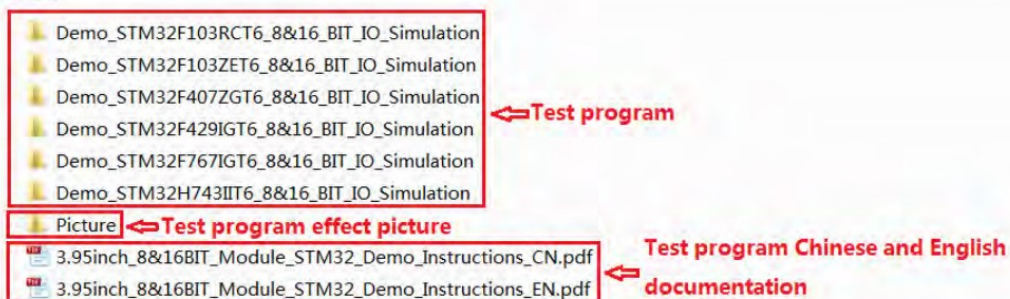 Demo_STM32F103RCT6_8&16_BIT_IO_Simulation
Demo_STM32F103ZET6_8&16_BIT_IO_Simulation
Demo_STM32F407ZGT6_8&16_BIT_IO_Simulation
Demo_STM32F429IGT6_8&16_BIT_IO_Simulation
Demo_STM32F767IGT6_8&16_BIT_IO_Simulation
Demo_STM32H743IIT6_8&16_BIT_IO_Simulation
Test program
Picture
Test program effect picture
3.95inch_8&16BIT_Module_STM32_Demo_Instructions_CN.pdf
3.95inch_8&16BIT_Module_STM32_Demo_Instructions_EN.pdf
Test program Chinese and English
documentation